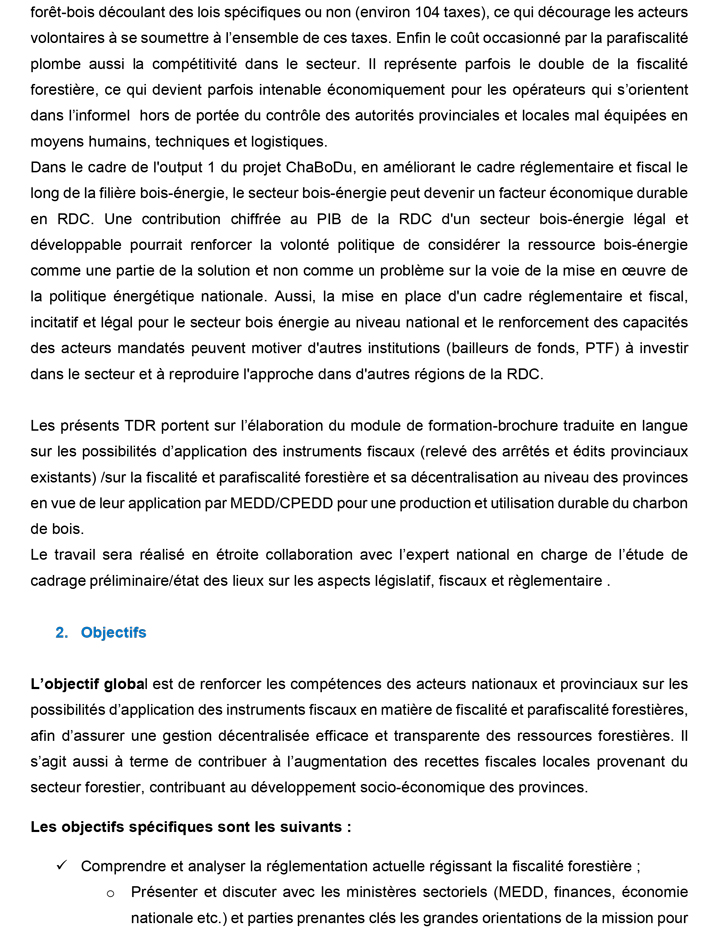 forêt-bois découlant des lois spécifiques ou non (environ 104 taxes), ce qui décourage les acteurs
volontaires à se soumettre à l’ensemble de ces taxes. Enfin le coût occasionné par la parafiscalité
plombe aussi la compétitivité dans le secteur. Il représente parfois le double de la fiscalité
forestière, ce qui devient parfois intenable économiquement pour les opérateurs qui s’orientent
dans l’informel hors de portée du contrôle des autorités provinciales et locales mal équipées en
moyens humains, techniques et logistiques.
Dans le cadre de l'output 1 du projet ChaBoDu, en améliorant le cadre réglementaire et fiscal le
long de la filière bois-énergie, le secteur bois-énergie peut devenir un facteur économique durable
en RDC. Une contribution chiffrée au PIB de la RDC d'un secteur bois-énergie légal et
développable pourrait renforcer la volonté politique de considérer la ressource bois-énergie
comme une partie de la solution et non comme un problème sur la voie de la mise en œuvre de
la politique énergétique nationale. Aussi, la mise en place d'un cadre réglementaire et fiscal,
incitatif et légal pour le secteur bois énergie au niveau national et le renforcement des capacités
des acteurs mandatés peuvent motiver d'autres institutions (bailleurs de fonds, PTF) à investir
dans le secteur et à reproduire l'approche dans d'autres régions de la RDC.
Les présents TDR portent sur l’élaboration du module de formation-brochure traduite en langue
sur les possibilités d’application des instruments fiscaux (relevé des arrêtés et édits provinciaux
existants) /sur la fiscalité et parafiscalité forestière et sa décentralisation au niveau des provinces
en vue de leur application par MEDD/CPEDD pour une production et utilisation durable du charbon
de bois.
Le travail sera réalisé en étroite collaboration avec l’expert national en charge de l’étude de
cadrage préliminaire/état des lieux sur les aspects législatif, fiscaux et règlementaire .
2. Objectifs
L’objectif global est de renforcer les compétences des acteurs nationaux et provinciaux sur les
possibilités d’application des instruments fiscaux en matière de fiscalité et parafiscalité forestières,
afin d’assurer une gestion décentralisée efficace et transparente des ressources forestières. Il
s’agit aussi à terme de contribuer à l’augmentation des recettes fiscales locales provenant du
secteur forestier, contribuant au développement socio-économique des provinces.
Les objectifs spécifiques sont les suivants :
✓ Comprendre et analyser la réglementation actuelle régissant la fiscalité forestière ;
o Présenter et discuter avec les ministères sectoriels (MEDD, finances, économie
nationale etc.) et parties prenantes clés les grandes orientations de la mission pour